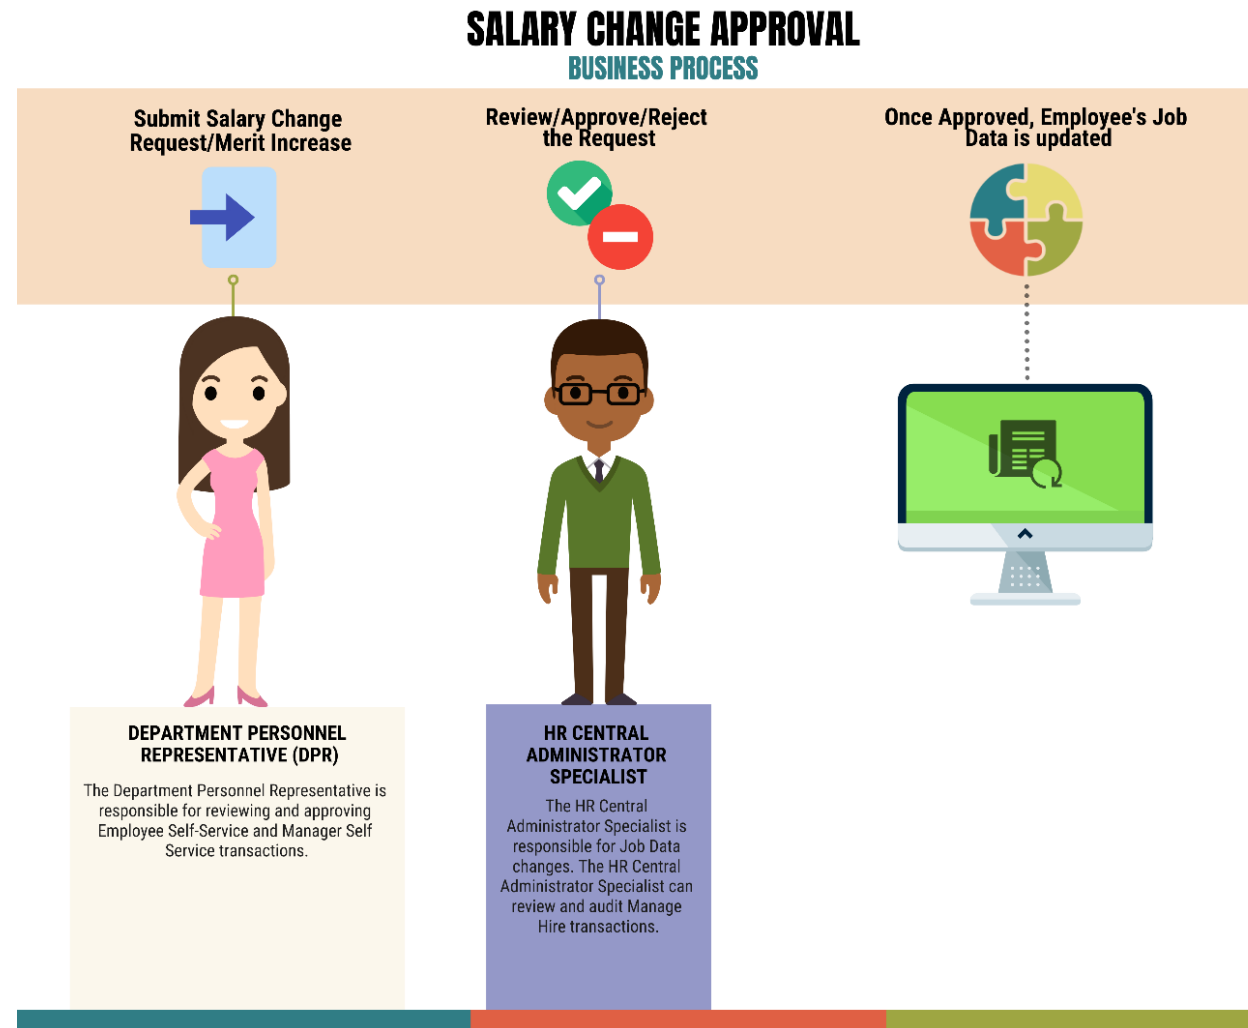 SALARY CHANGE APPROVAL
BUSINESS PROCESS
Submit Salary Change
Request/Merit Increase
Review/Approve/Reject
the Request
Once Approved, Employee's Job
Data is updated
DEPARTMENT PERSONNEL
REPRESENTATIVE (DPR)
The Department Personnel Representative is
responsible for reviewing and approving
Employee Self-Service and Manager Self
Service transactions.
HR CENTRAL
ADMINISTRATOR
SPECIALIST
The HR Central
Administrator Specialist is
responsible for Job Data
changes. The HR Central
Administrator Specialist can
review and audit Manage
Hire transactions.